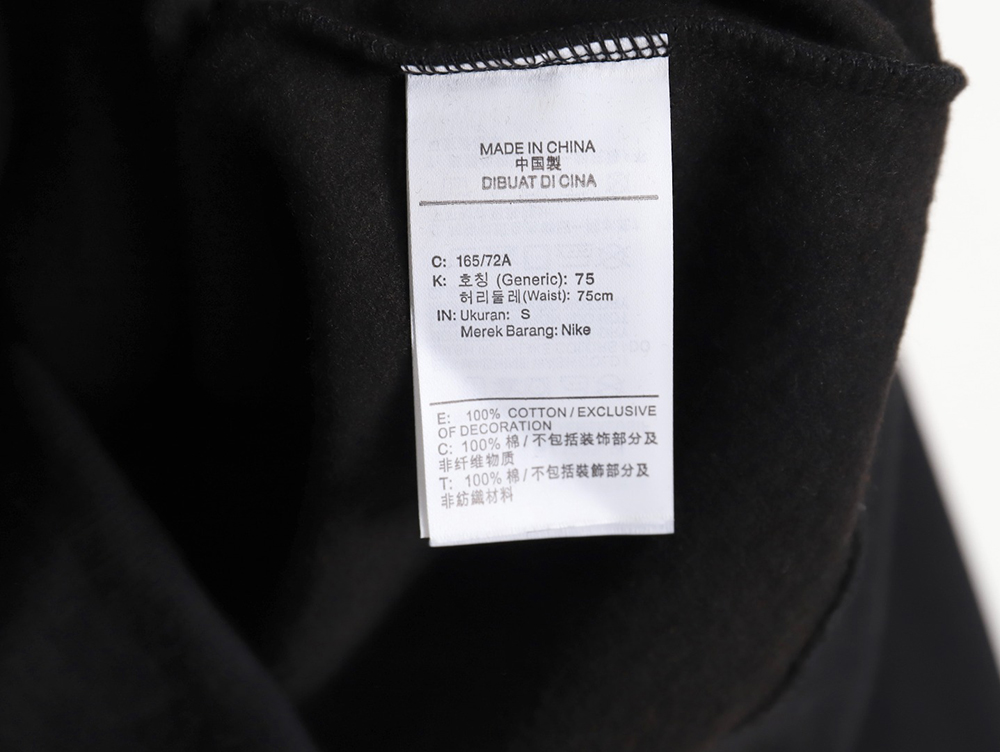 MADE IN CHINA
中国製
DIBUAT DI CINA
C: 165/72A
K: 호칭 (Generic): 75
허리둘레(Waist): 75cm
IN: Ukuran: S
Merek Barang: Nike
E: 100% COTTON / EXCLUSIVE
OF DECORATION
C: 100% 棉 / 不包括装饰部分及
非纤维物质
T: 100% 棉 / 不包括裝飾部分及
非紡織材料